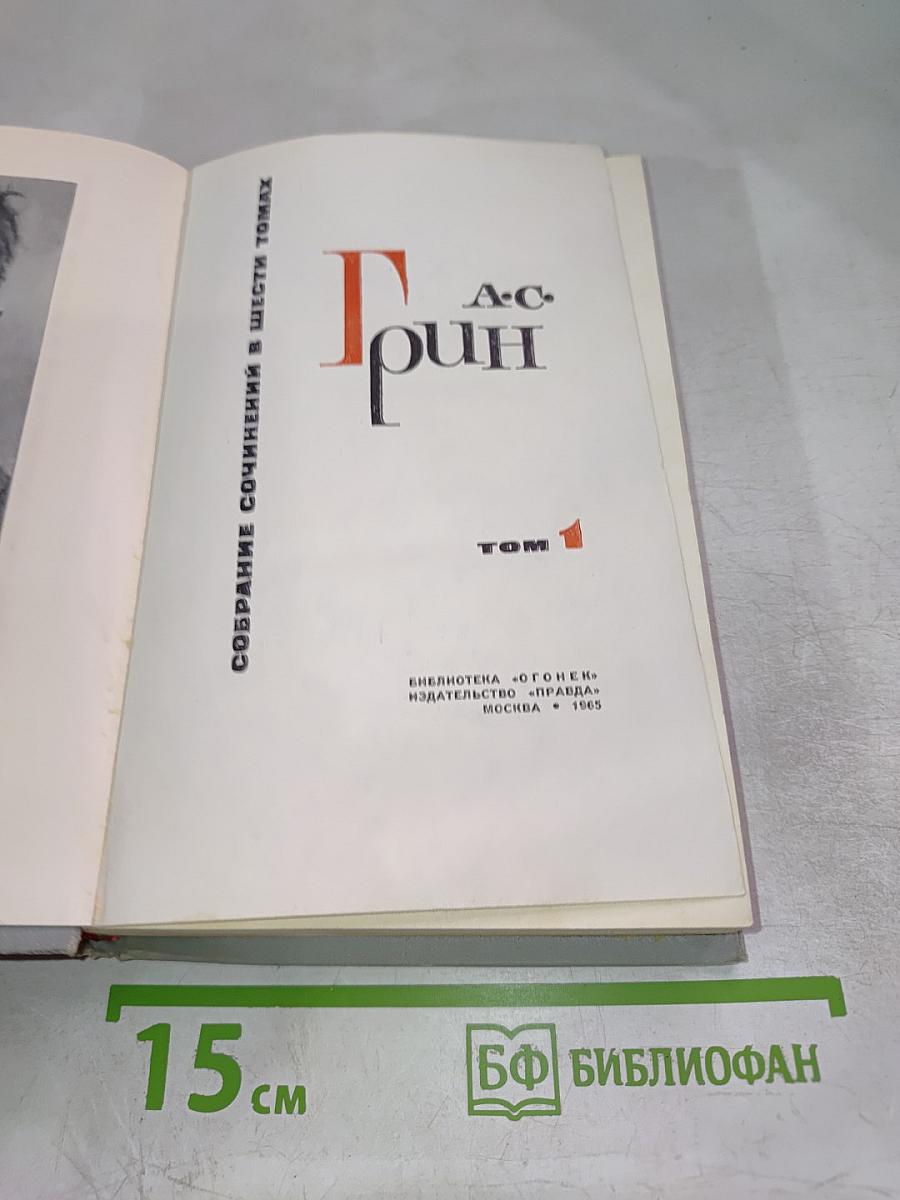 СОБРАНИЕ СОЧИНЕНИЙ В ШЕСТИ ТОМАХ
А·С·
Грин
ТОМ 1
БИБЛИОТЕКА «ОГОНЕК»
ИЗДАТЕЛЬСТВО «ПРАВДА»
МОСКВА • 1965
15 см
БФ БИБЛИОФАН